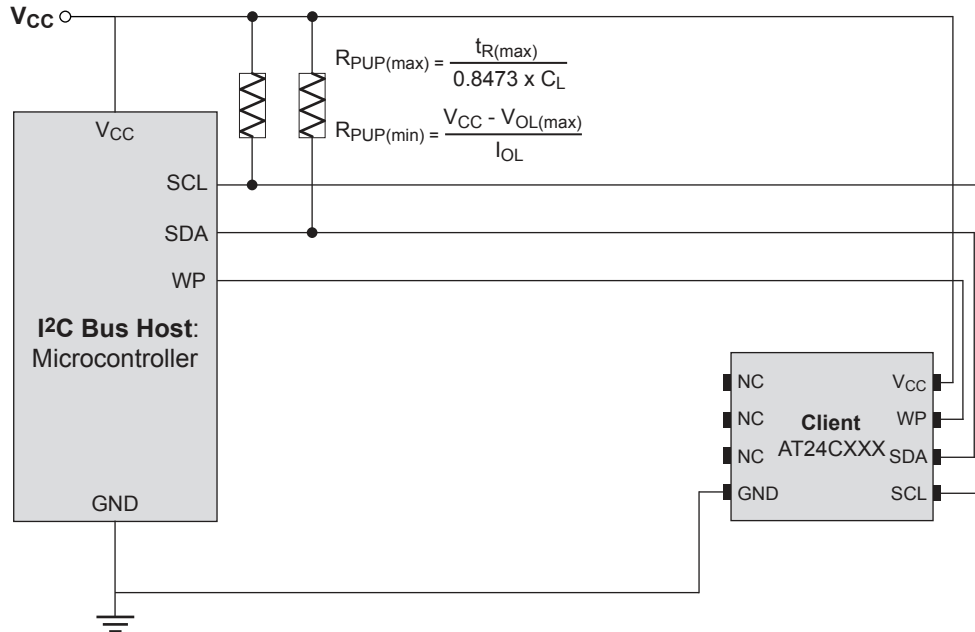 VCC
RPUP(max) = tR(max)
0.8473 x CL
RPUP(min) = VCC - VOL(max)
IOL
VCC
SCL
SDA
WP
I²C Bus Host:
Microcontroller
GND
NC
NC
NC
GND
Client
AT24CXXX
VCC
WP
SDA
SCL